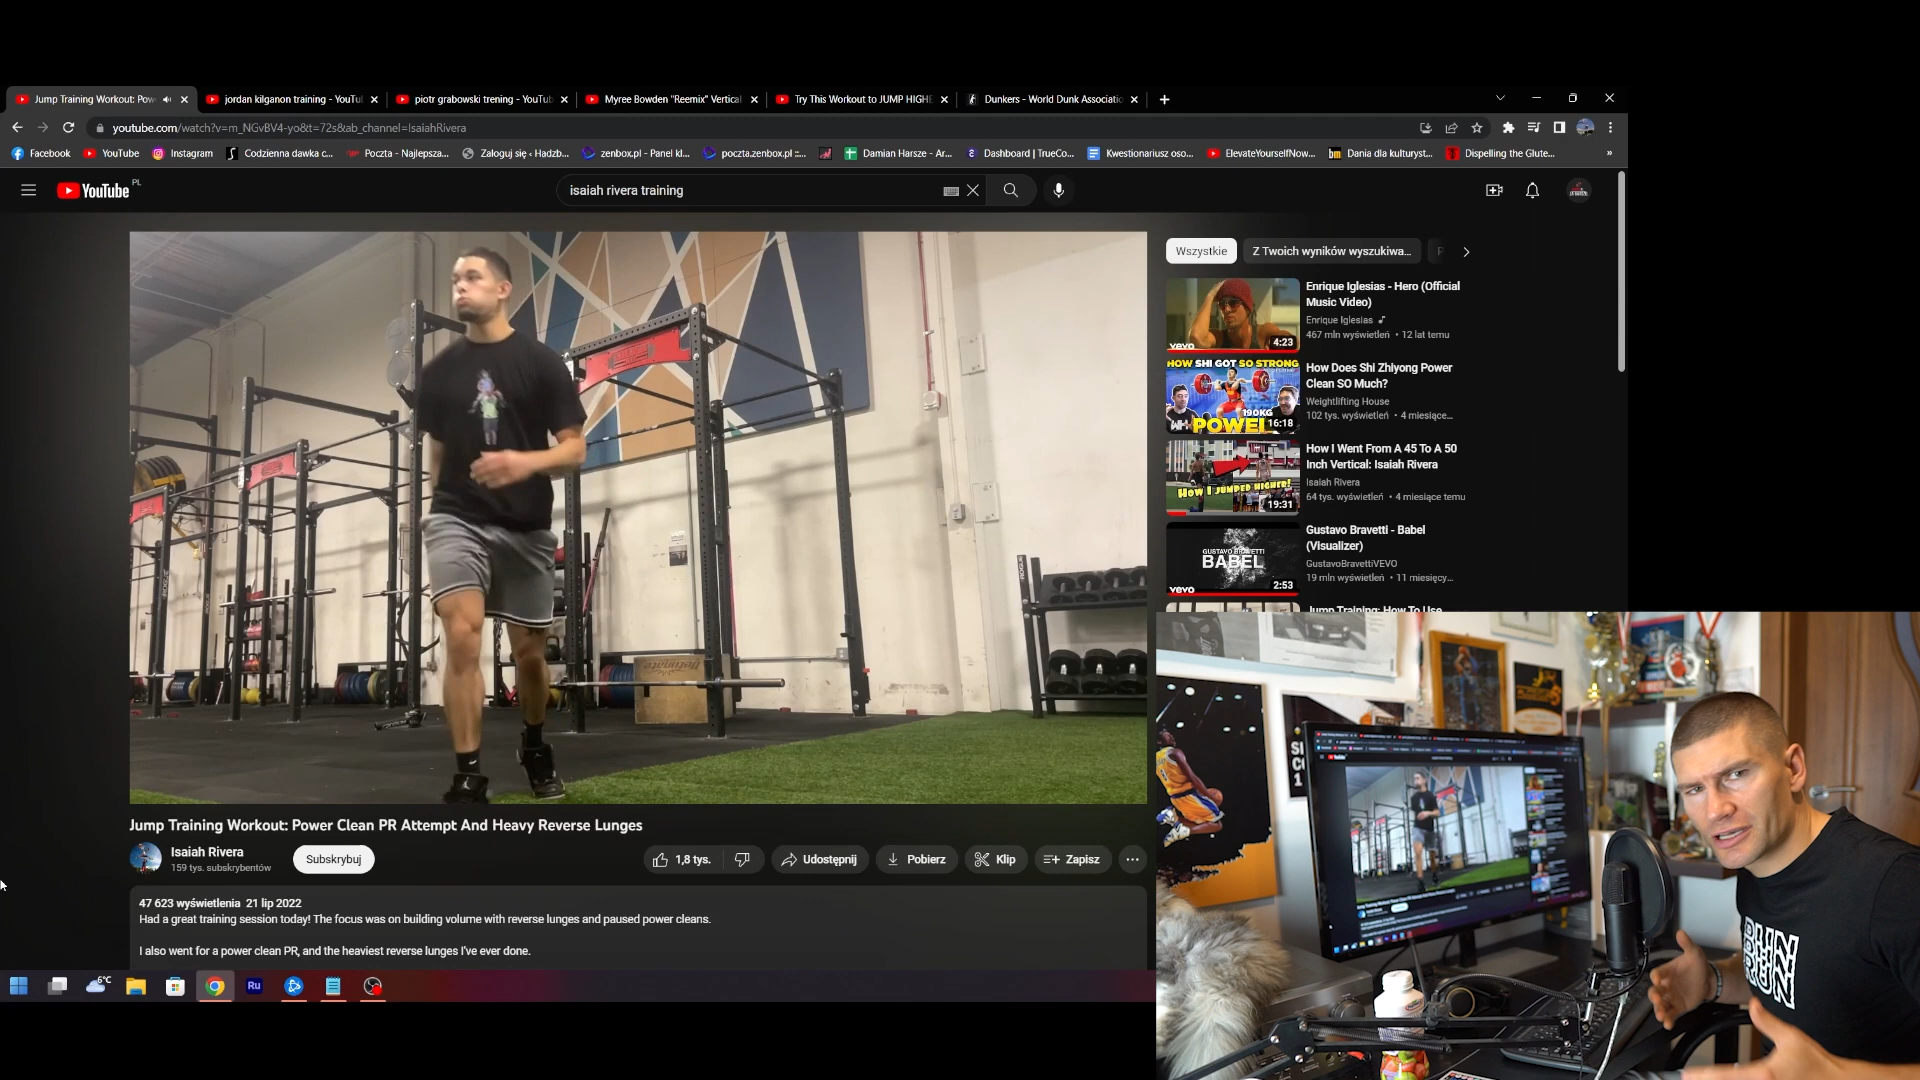 Jump Training Workout: Pow
jordan kilganon training - YouTu
piotr grabowski trening - YouTub
Myree Bowden "Reemix" Vertical
Try This Workout to JUMP HIGHE
Dunkers - World Dunk Associatio
youtube.com/watch?v=m_NGvBV4-yo&t=72s&ab_channel=IsaiahRivera
Facebook
YouTube
Instagram
Codzienna dawka c...
Poczta - Najlepsza...
Zaloguj się ‹ Hadzb...
zenbox.pl - Panel kl...
poczta.zenbox.pl ::...
Damian Harsze - Ar...
Dashboard | TrueCo...
Kwestionariusz oso...
ElevateYourselfNow...
Dania dla kulturyst...
Dispelling the Glute...
YouTube PL
isaiah rivera training
Wszystkie
Z Twoich wyników wyszukiwa...
Enrique Iglesias - Hero (Official
Music Video)
Enrique Iglesias
467 mln wyświetleń • 12 lat temu
vevo
4:23
HOW SHI GOT SO STRONG
190KG
POWE
16:18
How Does Shi Zhiyong Power
Clean SO Much?
Weightlifting House
102 tys. wyświetleń • 4 miesiące...
HOW I JUMPED HIGHER!
19:31
How I Went From A 45 To A 50
Inch Vertical: Isaiah Rivera
Isaiah Rivera
64 tys. wyświetleń • 4 miesiące temu
GUSTAVO BRAVETTI
BABEL
vevo
2:53
Gustavo Bravetti - Babel
(Visualizer)
GustavoBravettiVEVO
19 mln wyświetleń • 11 miesięcy...
Jump Training: How To Use
Jump Training Workout: Power Clean PR Attempt And Heavy Reverse Lunges
Isaiah Rivera
159 tys. subskrybentów
Subskrybuj
1,8 tys.
Udostępnij
Pobierz
Klip
Zapisz
47 623 wyświetlenia 21 lip 2022
Had a great training session today! The focus was on building volume with reverse lunges and paused power cleans.
I also went for a power clean PR, and the heaviest reverse lunges I've ever done.
6°C
Ru